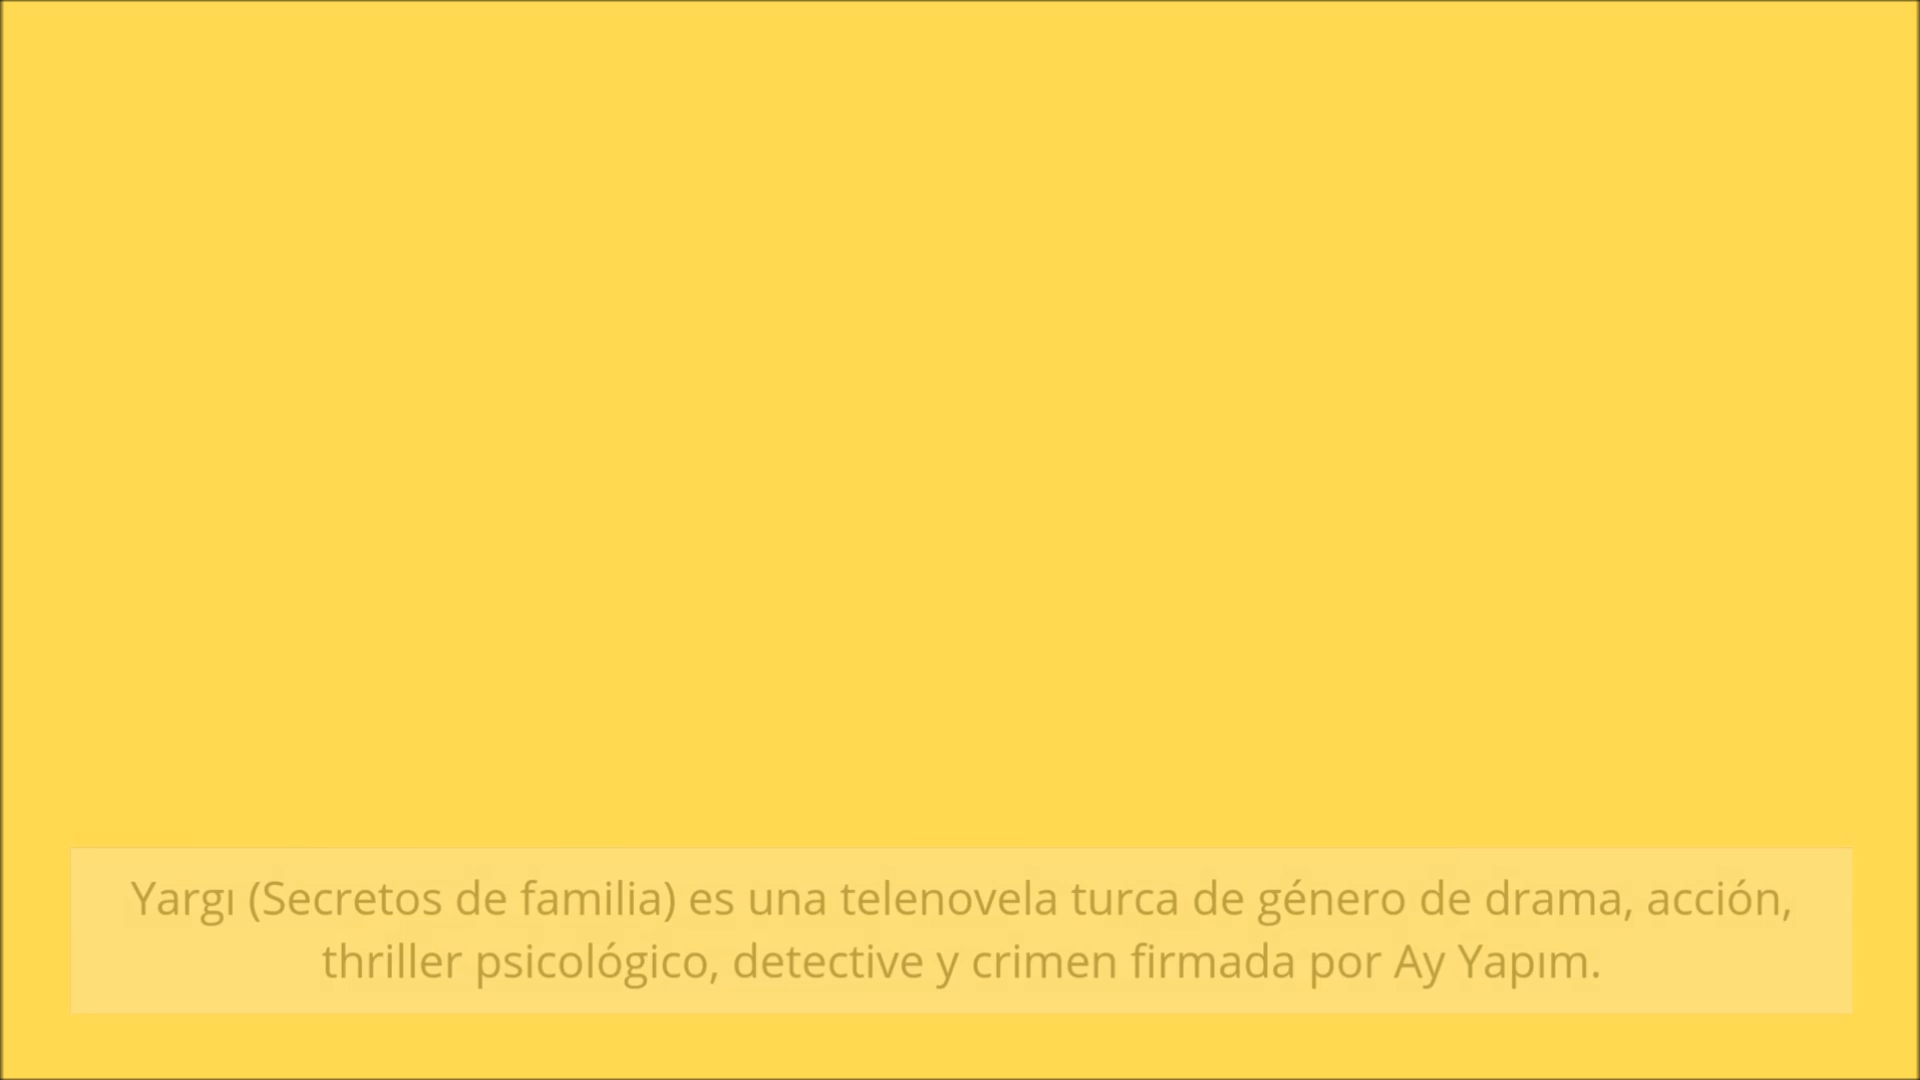 Yargı (Secretos de familia) es una telenovela turca de género de drama, acción,
thriller psicológico, detective y crimen firmada por Ay Yapım.